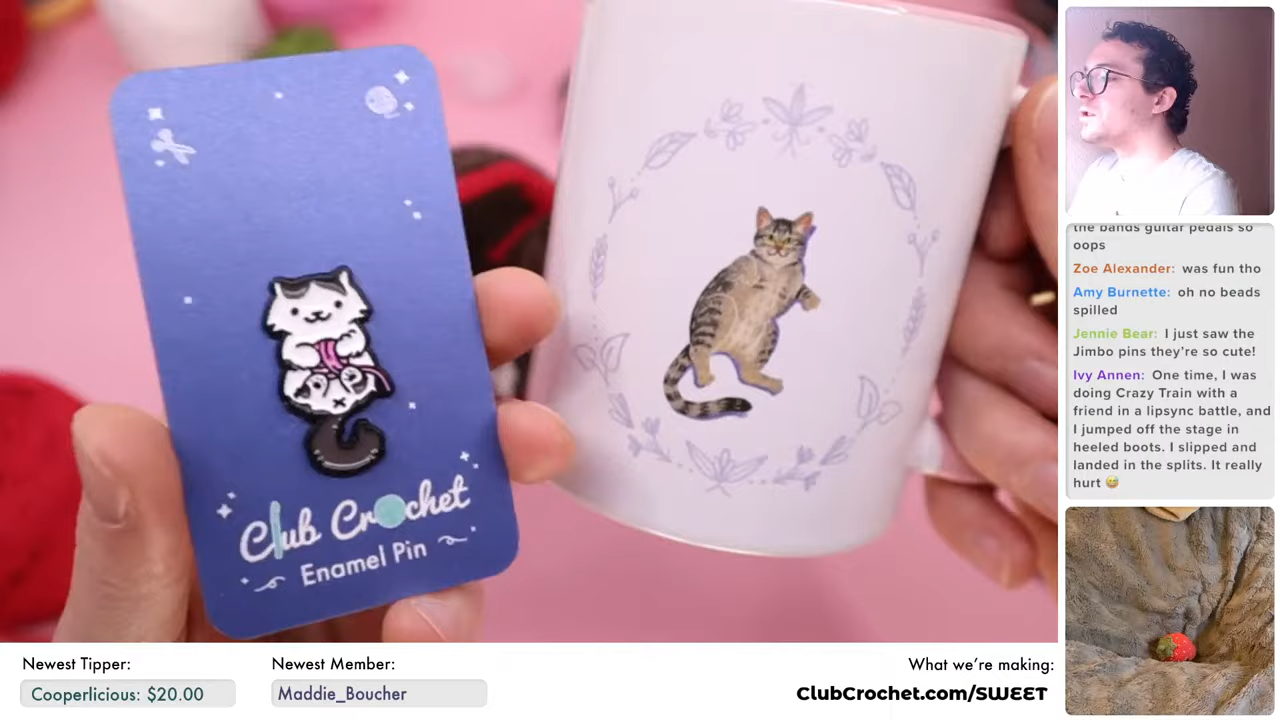 Club Crochet
Enamel Pin
the bands guitar pedals so
oops
Zoe Alexander: was fun tho
Amy Burnette: oh no beads
spilled
Jennie Bear: I just saw the
Jimbo pins they're so cute!
Ivy Annen: One time, I was
doing Crazy Train with a
friend in a lipsync battle, and
I jumped off the stage in
heeled boots. I slipped and
landed in the splits. It really
hurt 😅
Newest Tipper:
Cooperlicious: $20.00
Newest Member:
Maddie_Boucher
What we're making:
ClubCrochet.com/SWEET